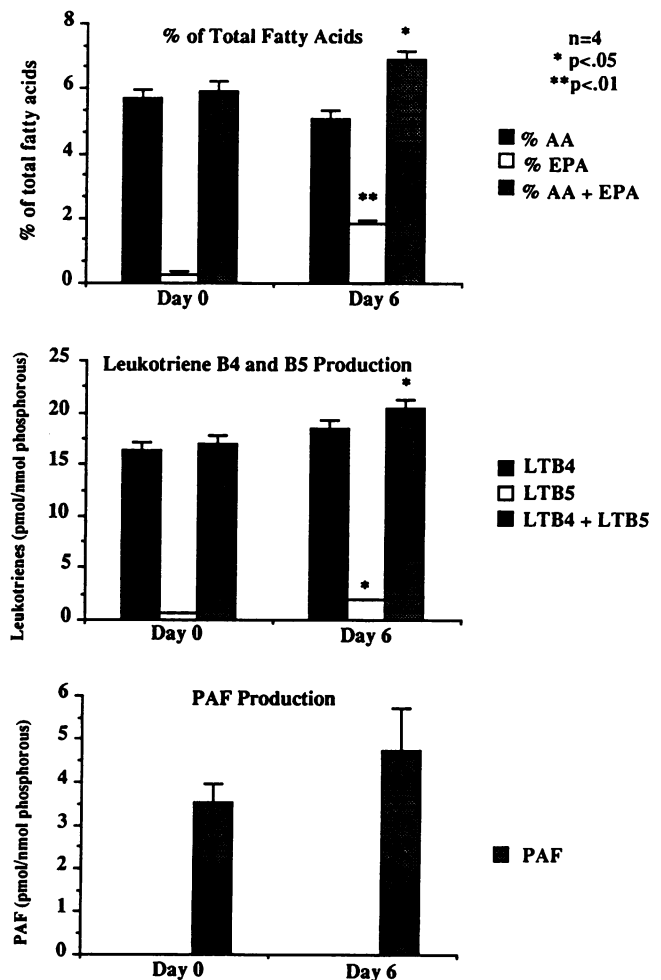 % of Total Fatty Acids
n=4
* p<.05
**p<.01
% of total fatty acids
8
6
4
2
0
*
**
Day 0
Day 6
% AA
% EPA
% AA + EPA
Leukotriene B4 and B5 Production
Leukotrienes (pmol/nmol phosphorous)
25
20
15
10
5
0
*
*
Day 0
Day 6
LTB4
LTB5
LTB4 + LTB5
PAF Production
PAF (pmol/nmol phosphorous)
6
5
4
3
2
1
0
Day 0
Day 6
PAF